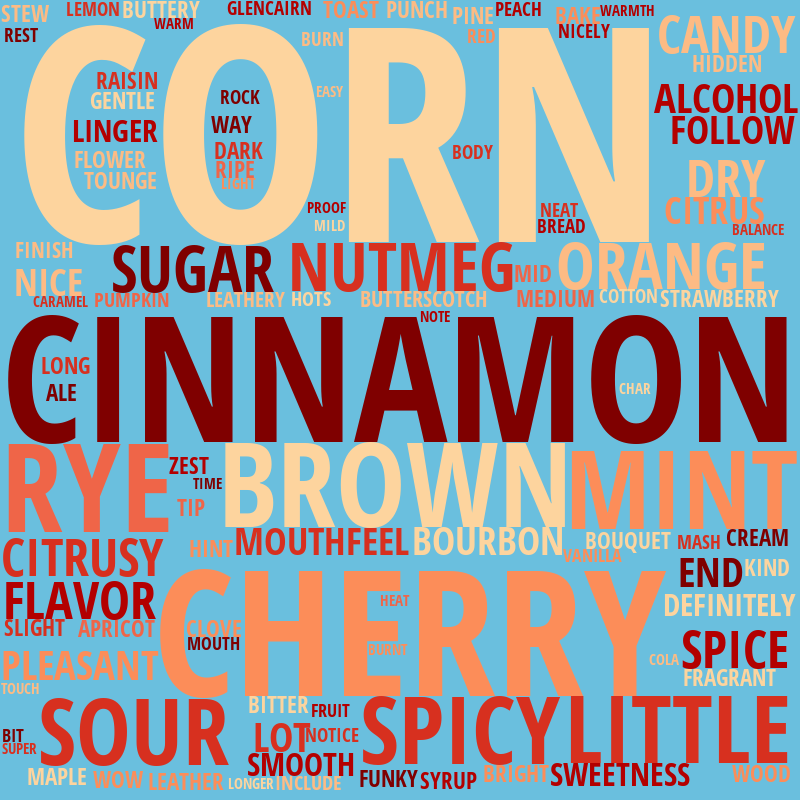 STEW LEMON BUTTERY GLENCAIRN TOAST PUNCH PINE PEACH BAKE WARMTH
REST WARM BURN RED NICELY CANDY
CORN
HIDDEN
RAISIN
GENTLE ROCK EASY ALCOHOL
LINGER WAY FOLLOW
FLOWER DARK BODY
TOUNGE RIPE DRY
LIGHT
PROOF NEAT CITRUS
MILD BREAD BALANCE
FINISH SUGAR NUTMEG MID ORANGE
NICE
CARAMEL PUMPKIN LEATHERY HOTS BUTTERSCOTCH MEDIUM COTTON STRAWBERRY
NOTE
CINNAMON
LONG
ALE CHAR
RYE ZEST BROWN MINT
TIME
TIP
CITRUSY HINT MOUTHFEEL BOURBON BOUQUET MASH CREAM
VANILLA
END KIND
FLAVOR CHERRY HEAT DEFINITELY
SLIGHT APRICOT CLOVE
MOUTH BURNT SPICE
PLEASANT COLA
FRAGRANT
TOUCH
SOUR BITTER FRUIT SPICY LITTLE
BIT LOT NOTICE
SUPER
SMOOTH
MAPLE WOW LEATHER LONGER INCLUDE FUNKY SYRUP BRIGHT SWEETNESS WOOD